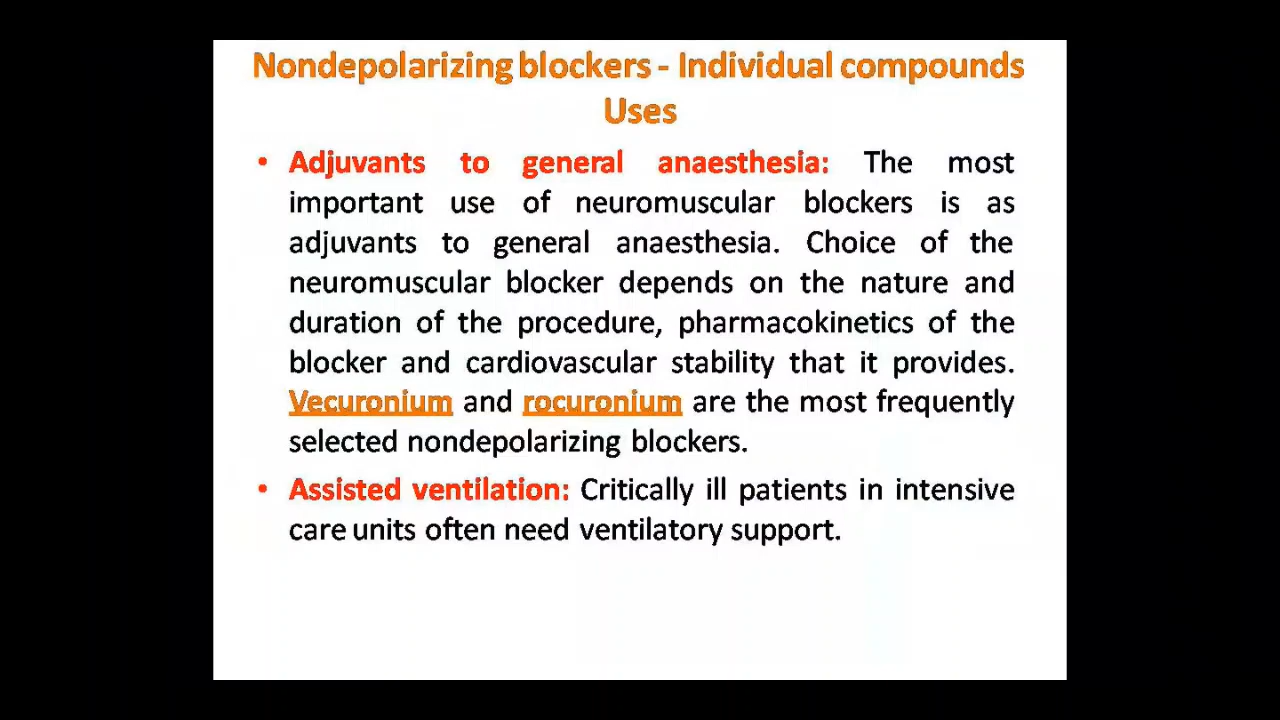 Nondepolarizing blockers - Individual compounds
Uses
• Adjuvants to general anaesthesia: The most
important use of neuromuscular blockers is as
adjuvants to general anaesthesia. Choice of the
neuromuscular blocker depends on the nature and
duration of the procedure, pharmacokinetics of the
blocker and cardiovascular stability that it provides.
Vecuronium and rocuronium are the most frequently
selected nondepolarizing blockers.
• Assisted ventilation: Critically ill patients in intensive
care units often need ventilatory support.